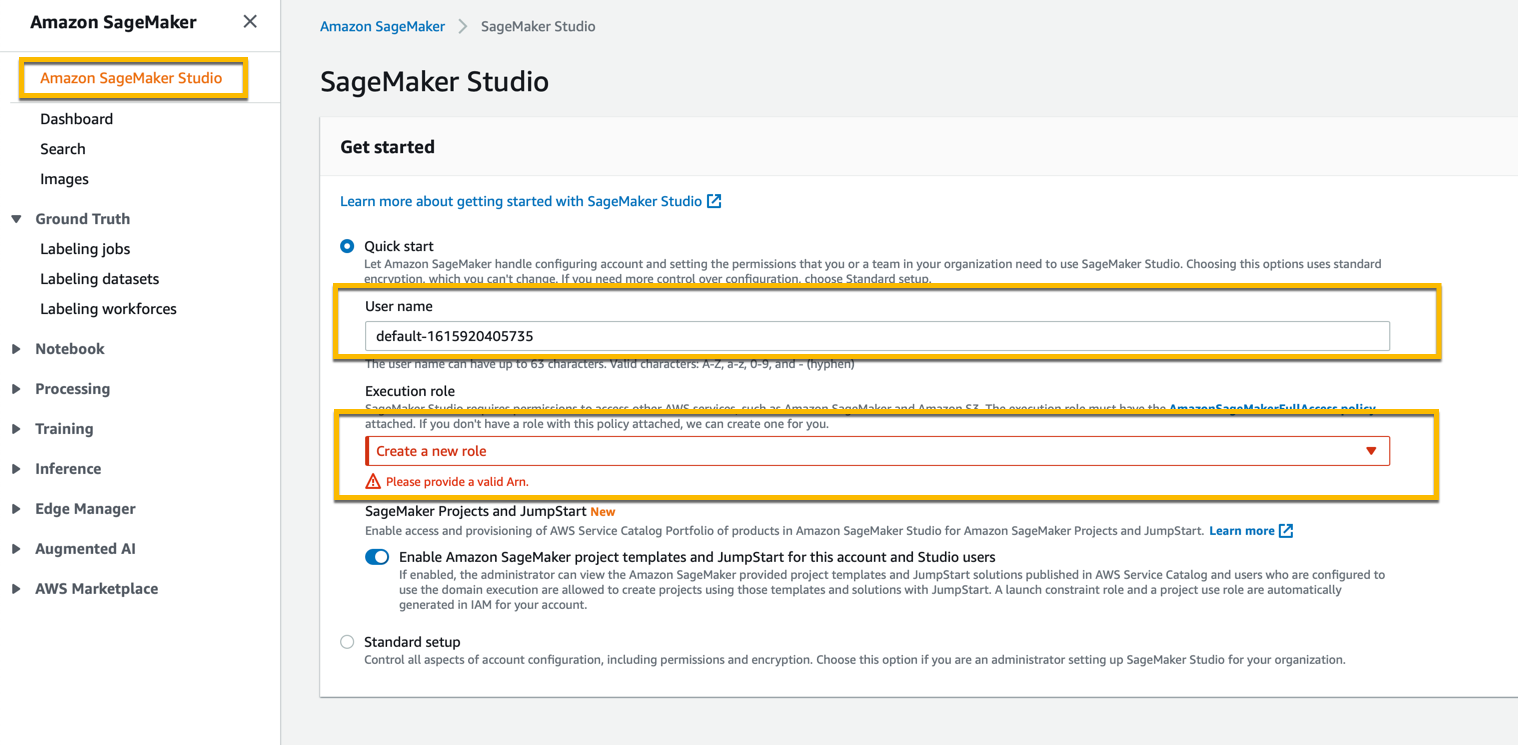 Amazon SageMaker
Amazon SageMaker Studio
Dashboard
Search
Images
Ground Truth
Labeling jobs
Labeling datasets
Labeling workforces
Notebook
Processing
Training
Inference
Edge Manager
Augmented AI
AWS Marketplace
Amazon SageMaker > SageMaker Studio
SageMaker Studio
Get started
Learn more about getting started with SageMaker Studio
Quick start
Let Amazon SageMaker handle configuring account and setting the permissions that you or a team in your organization need to use SageMaker Studio. Choosing this options uses standard
encryption, which you can't change. If you need more control over configuration, choose Standard setup.
User name
default-1615920405735
The user name can have up to 63 characters. Valid characters: A-Z, a-z, 0-9, and - (hyphen)
Execution role
SageMaker Studio requires permissions to access other AWS services, such as Amazon SageMaker and Amazon S3. The execution role must have the AmazonSageMakerFullAccess policy
attached. If you don't have a role with this policy attached, we can create one for you.
Create a new role
Please provide a valid Arn.
SageMaker Projects and JumpStart New
Enable access and provisioning of AWS Service Catalog Portfolio of products in Amazon SageMaker Studio for Amazon SageMaker Projects and JumpStart. Learn more
Enable Amazon SageMaker project templates and JumpStart for this account and Studio users
If enabled, the administrator can view the Amazon SageMaker provided project templates and JumpStart solutions published in AWS Service Catalog and users who are configured to
use the domain execution are allowed to create projects using those templates and solutions with JumpStart. A launch constraint role and a project use role are automatically
generated in IAM for your account.
Standard setup
Control all aspects of account configuration, including permissions and encryption. Choose this option if you are an administrator setting up SageMaker Studio for your organization.